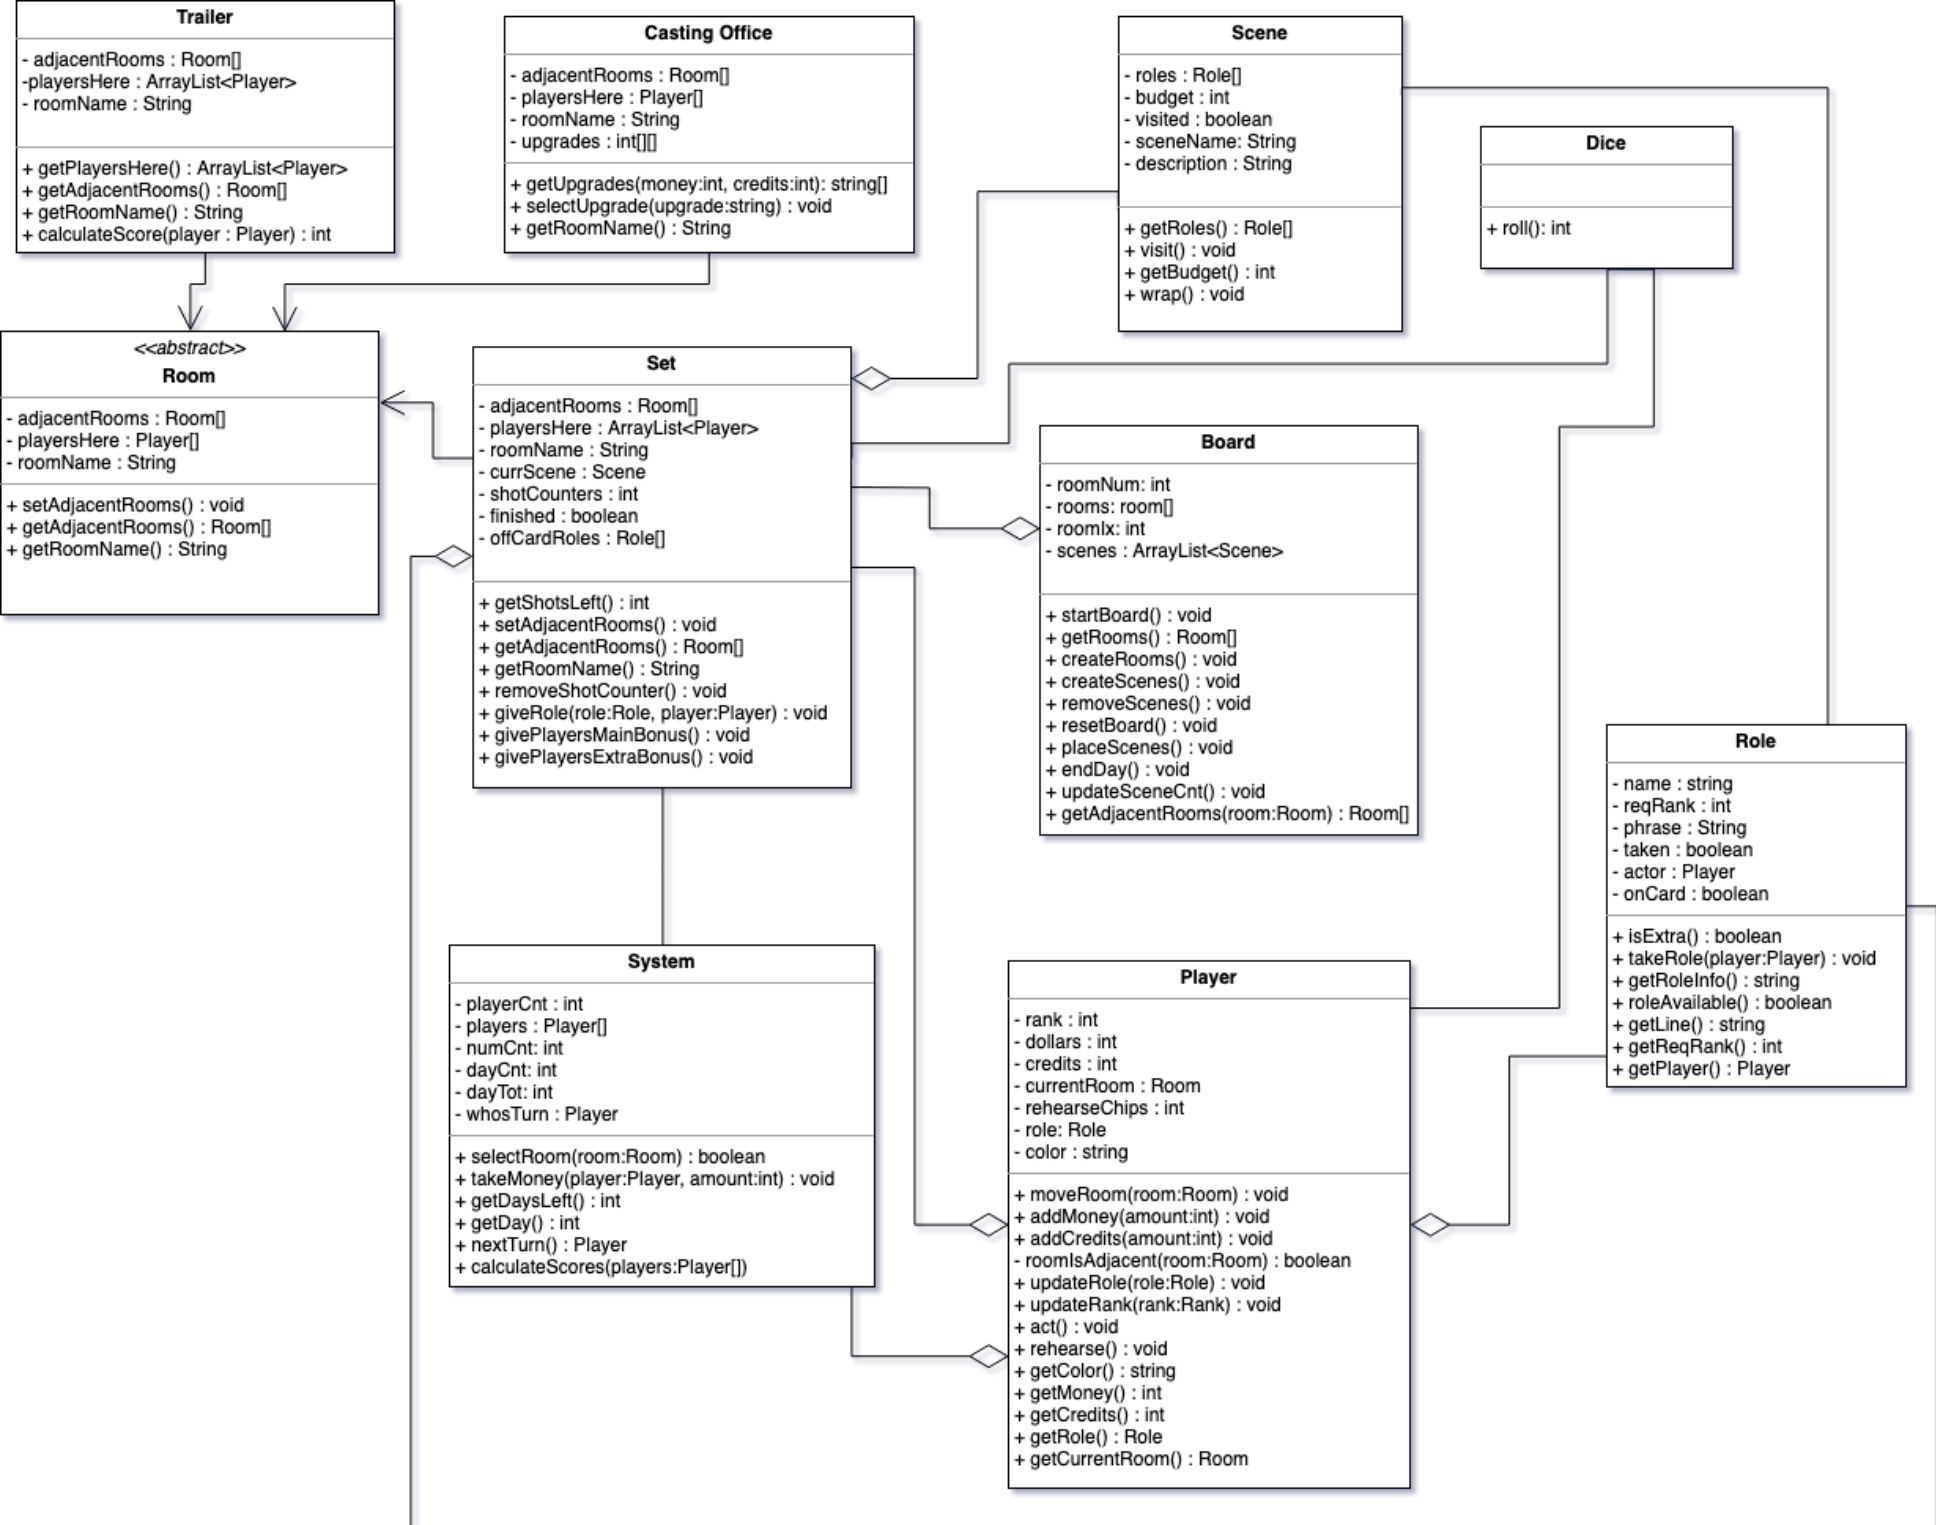 Trailer
- adjacentRooms : Room[]
-playersHere : ArrayList<Player>
- roomName : String
+ getPlayersHere() : ArrayList<Player>
+ getAdjacentRooms() : Room[]
+ getRoomName() : String
+ calculateScore(player : Player) : int
Casting Office
- adjacentRooms : Room[]
- playersHere : Player[]
- roomName : String
- upgrades : int[][]
+ getUpgrades(money:int, credits:int): string[]
+ selectUpgrade(upgrade:string) : void
+ getRoomName() : String
Scene
- roles : Role[]
- budget : int
- visited : boolean
- sceneName: String
- description : String
+ getRoles() : Role[]
+ visit() : void
+ getBudget() : int
+ wrap() : void
Dice
+ roll(): int
<<abstract>>
Room
- adjacentRooms : Room[]
- playersHere : Player[]
- roomName : String
+ setAdjacentRooms() : void
+ getAdjacentRooms() : Room[]
+ getRoomName() : String
Set
- adjacentRooms : Room[]
- playersHere : ArrayList<Player>
- roomName : String
- currScene : Scene
- shotCounters : int
- finished : boolean
- offCardRoles : Role[]
+ getShotsLeft() : int
+ setAdjacentRooms() : void
+ getAdjacentRooms() : Room[]
+ getRoomName() : String
+ removeShotCounter() : void
+ giveRole(role:Role, player:Player) : void
+ givePlayersMainBonus() : void
+ givePlayersExtraBonus() : void
Board
- roomNum: int
- rooms: room[]
- roomIx: int
- scenes : ArrayList<Scene>
+ startBoard() : void
+ getRooms() : Room[]
+ createRooms() : void
+ createScenes() : void
+ removeScenes() : void
+ resetBoard() : void
+ placeScenes() : void
+ endDay() : void
+ updateSceneCnt() : void
+ getAdjacentRooms(room:Room) : Room[]
Role
- name : string
- reqRank : int
- phrase : String
- taken : boolean
- actor : Player
- onCard : boolean
+ isExtra() : boolean
+ takeRole(player:Player) : void
+ getRoleInfo() : string
+ roleAvailable() : boolean
+ getLine() : string
+ getReqRank() : int
+ getPlayer() : Player
System
- playerCnt : int
- players : Player[]
- numCnt: int
- dayCnt: int
- dayTot: int
- whosTurn : Player
+ selectRoom(room:Room) : boolean
+ takeMoney(player:Player, amount:int) : void
+ getDaysLeft() : int
+ getDay() : int
+ nextTurn() : Player
+ calculateScores(players:Player[])
Player
- rank : int
- dollars : int
- credits : int
- currentRoom : Room
- rehearseChips : int
- role: Role
- color : string
+ moveRoom(room:Room) : void
+ addMoney(amount:int) : void
+ addCredits(amount:int) : void
- roomIsAdjacent(room:Room) : boolean
+ updateRole(role:Role) : void
+ updateRank(rank:Rank) : void
+ act() : void
+ rehearse() : void
+ getColor() : string
+ getMoney() : int
+ getCredits() : int
+ getRole() : Role
+ getCurrentRoom() : Room